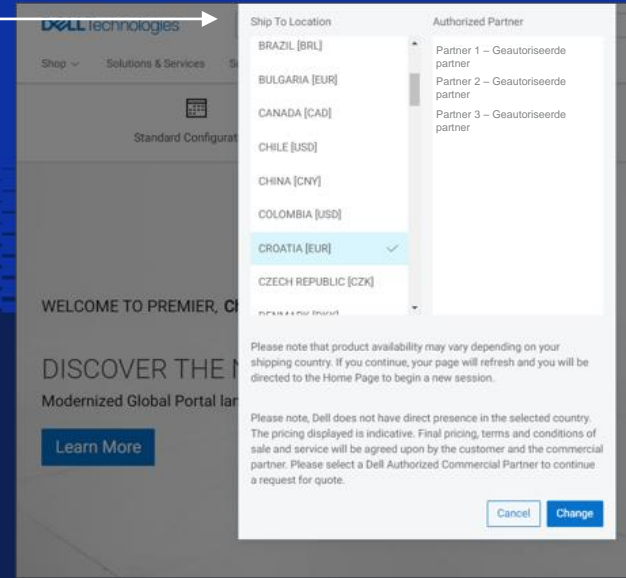 DELLTechnologies
Shop
Solutions & Services
Standard Configurat
WELCOME TO PREMIER,
DISCOVER THE
Modernized Global Portal lan
Learn More
Ship To Location
BRAZIL [BRL]
BULGARIA [EUR]
CANADA [CAD]
CHILE [USD]
CHINA [CNY]
COLOMBIA [USD]
CROATIA [EUR]
CZECH REPUBLIC [CZK]
DENMARK [DKK]
Authorized Partner
Partner 1 – Geautoriseerde
partner
Partner 2 – Geautoriseerde
partner
Partner 3 – Geautoriseerde
partner
Please note that product availability may vary depending on your
shipping country. If you continue, your page will refresh and you will be
directed to the Home Page to begin a new session.
Please note, Dell does not have direct presence in the selected country.
The pricing displayed is indicative. Final pricing, terms and conditions of
sale and service will be agreed upon by the customer and the commercial
partner. Please select a Dell Authorized Commercial Partner to continue
a request for quote.
Cancel
Change